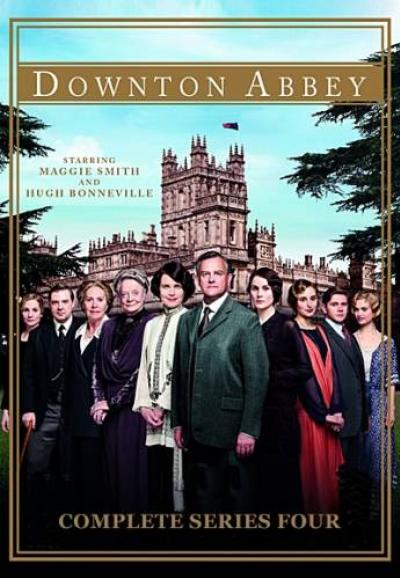 DOWNTON ABBEY
STARRING
MAGGIE SMITH
AND
HUGH BONNEVILLE
COMPLETE SERIES FOUR